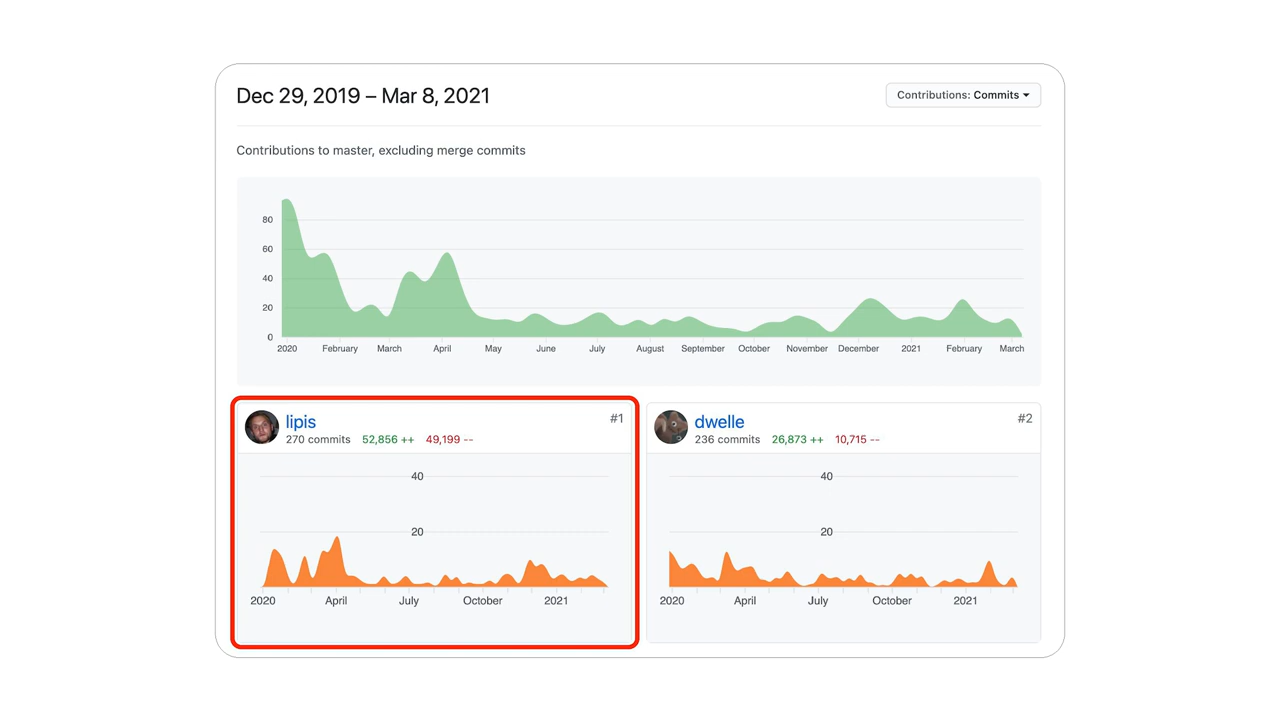 Dec 29, 2019 – Mar 8, 2021
Contributions: Commits
Contributions to master, excluding merge commits
80
60
40
20
0
2020 February March April May June July August September October November December 2021 February March
lipis #1
270 commits 52,856 ++ 49,199 --
40
20
2020 April July October 2021
dwelle #2
236 commits 26,873 ++ 10,715 --
40
20
2020 April July October 2021